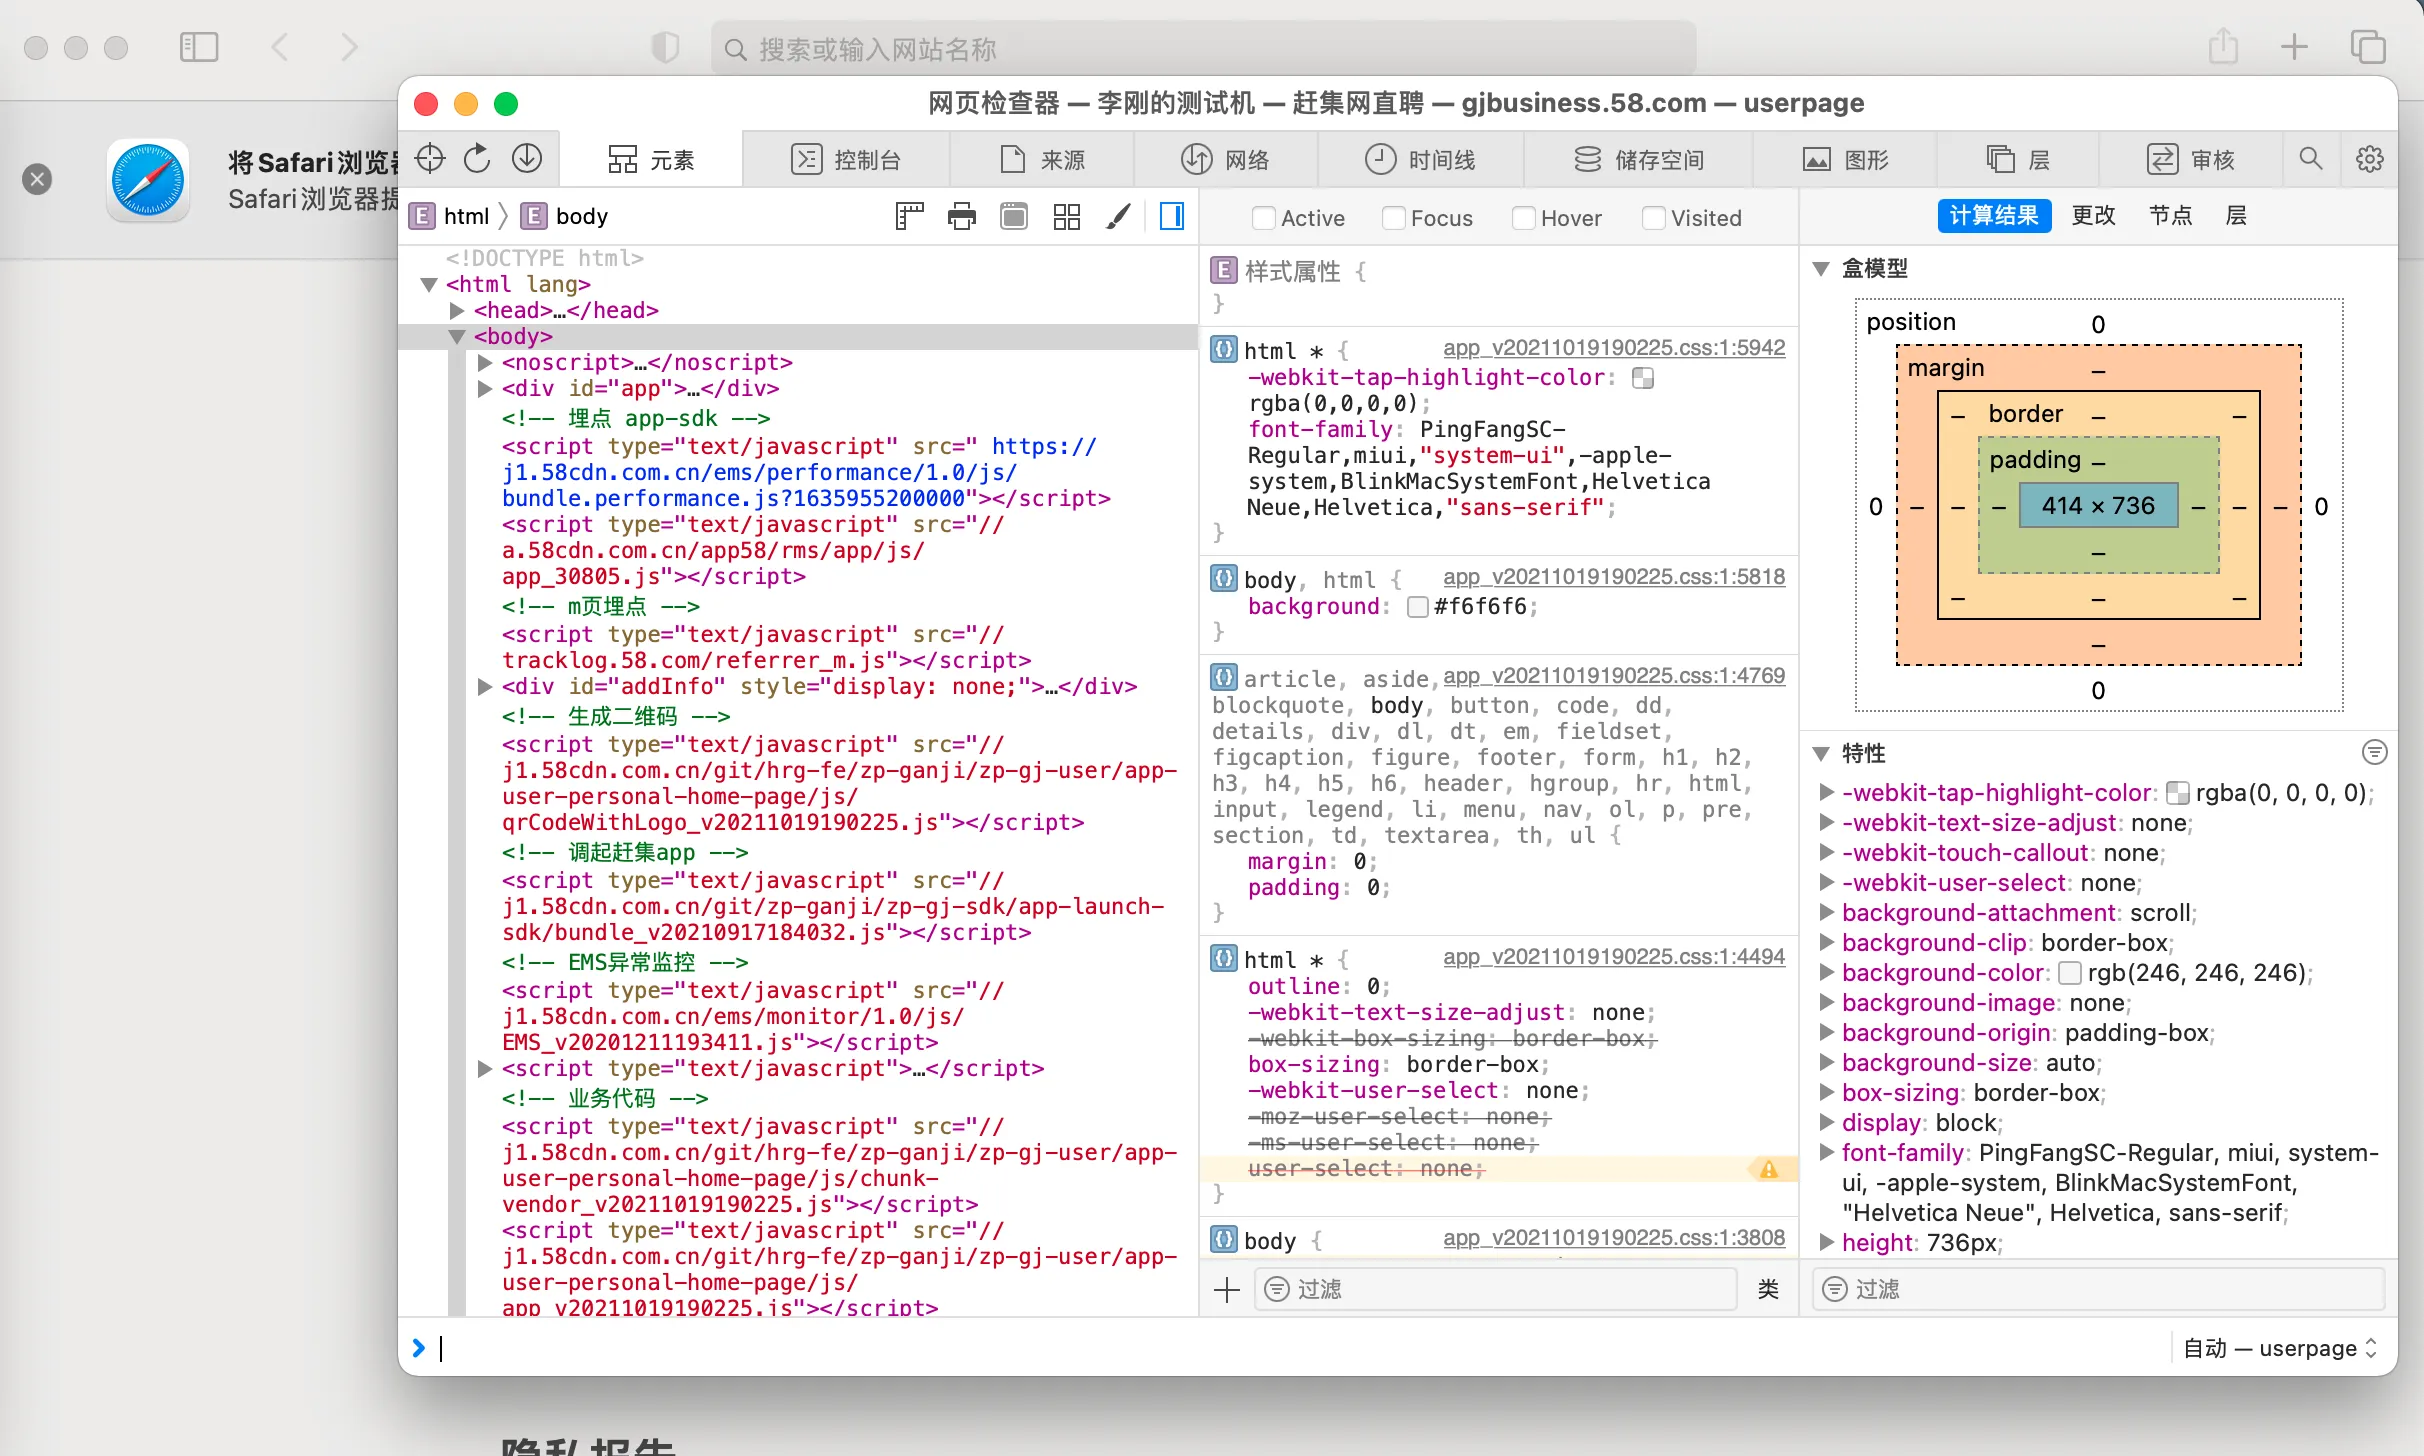 搜索或输入网站名称
将Safari浏览器
Safari浏览器提
网页检查器 — 李刚的测试机 — 赶集网直聘 — gjbusiness.58.com — userpage
元素
控制台
来源
网络
时间线
储存空间
图形
层
审核
E html 〉 E body
Active Focus Hover Visited
计算结果 更改 节点 层
<!DOCTYPE html>
<html lang>
<head>…</head>
<body>
<noscript>…</noscript>
<div id="app">…</div>
<!-- 埋点 app-sdk -->
<script type="text/javascript" src=" https://
j1.58cdn.com.cn/ems/performance/1.0/js/
bundle.performance.js?1635955200000"></script>
<script type="text/javascript" src="//
a.58cdn.com.cn/app58/rms/app/js/
app_30805.js"></script>
<!-- m页埋点 -->
<script type="text/javascript" src="//
tracklog.58.com/referrer_m.js"></script>
<div id="addInfo" style="display: none;">…</div>
<!-- 生成二维码 -->
<script type="text/javascript" src="//
j1.58cdn.com.cn/git/hrg-fe/zp-ganji/zp-gj-user/app-
user-personal-home-page/js/
qrCodeWithLogo_v20211019190225.js"></script>
<!-- 调起赶集app -->
<script type="text/javascript" src="//
j1.58cdn.com.cn/git/zp-ganji/zp-gj-sdk/app-launch-
sdk/bundle_v20210917184032.js"></script>
<!-- EMS异常监控 -->
<script type="text/javascript" src="//
j1.58cdn.com.cn/ems/monitor/1.0/js/
EMS_v20201211193411.js"></script>
<script type="text/javascript">…</script>
<!-- 业务代码 -->
<script type="text/javascript" src="//
j1.58cdn.com.cn/git/hrg-fe/zp-ganji/zp-gj-user/app-
user-personal-home-page/js/chunk-
vendor_v20211019190225.js"></script>
<script type="text/javascript" src="//
j1.58cdn.com.cn/git/hrg-fe/zp-ganji/zp-gj-user/app-
user-personal-home-page/js/
app_v20211019190225.js"></script>
E 样式属性 {
}
html * { app_v20211019190225.css:1:5942
-webkit-tap-highlight-color:
rgba(0,0,0,0);
font-family: PingFangSC-
Regular,miui,"system-ui",-apple-
system,BlinkMacSystemFont,Helvetica
Neue,Helvetica,"sans-serif";
}
body, html { app_v20211019190225.css:1:5818
background: #f6f6f6;
}
article, aside, app_v20211019190225.css:1:4769
blockquote, body, button, code, dd,
details, div, dl, dt, em, fieldset,
figcaption, figure, footer, form, h1, h2,
h3, h4, h5, h6, header, hgroup, hr, html,
input, legend, li, menu, nav, ol, p, pre,
section, td, textarea, th, ul {
margin: 0;
padding: 0;
}
html * { app_v20211019190225.css:1:4494
outline: 0;
-webkit-text-size-adjust: none;
-webkit-box-sizing: border-box;
box-sizing: border-box;
-webkit-user-select: none;
-moz-user-select: none;
-ms-user-select: none;
user-select: none;
}
body { app_v20211019190225.css:1:3808
过滤
类
盒模型
position 0
margin –
– border – –
padding –
0 – – – 414 × 736 – – – 0
–
– – –
–
0
特性
-webkit-tap-highlight-color: rgba(0, 0, 0, 0);
-webkit-text-size-adjust: none;
-webkit-touch-callout: none;
-webkit-user-select: none;
background-attachment: scroll;
background-clip: border-box;
background-color: rgb(246, 246, 246);
background-image: none;
background-origin: padding-box;
background-size: auto;
box-sizing: border-box;
display: block;
font-family: PingFangSC-Regular, miui, system-
ui, -apple-system, BlinkMacSystemFont,
"Helvetica Neue", Helvetica, sans-serif;
height: 736px;
过滤
自动 — userpage
隐私报告